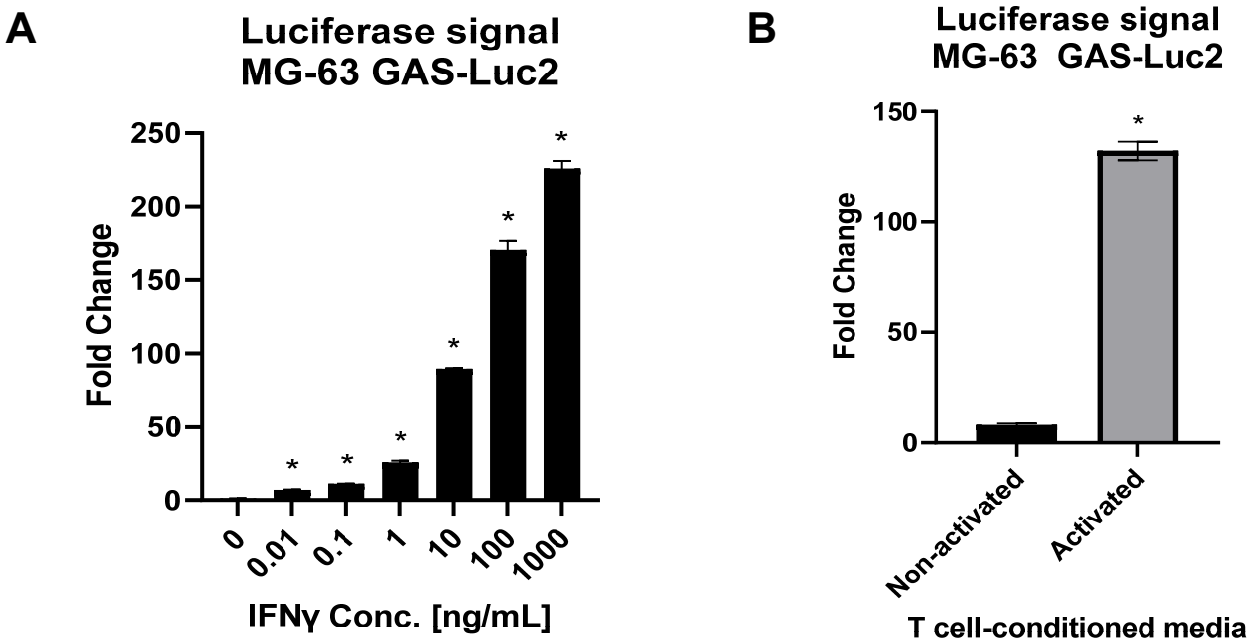 A
Luciferase signal
MG-63 GAS-Luc2
250
200
150
100
50
0
Fold Change
*
*
*
*
*
*
0
0.01
0.1
1
10
100
1000
IFNγ Conc. [ng/mL]
B
Luciferase signal
MG-63 GAS-Luc2
150
100
50
0
Fold Change
*
Non-activated
Activated
T cell-conditioned media